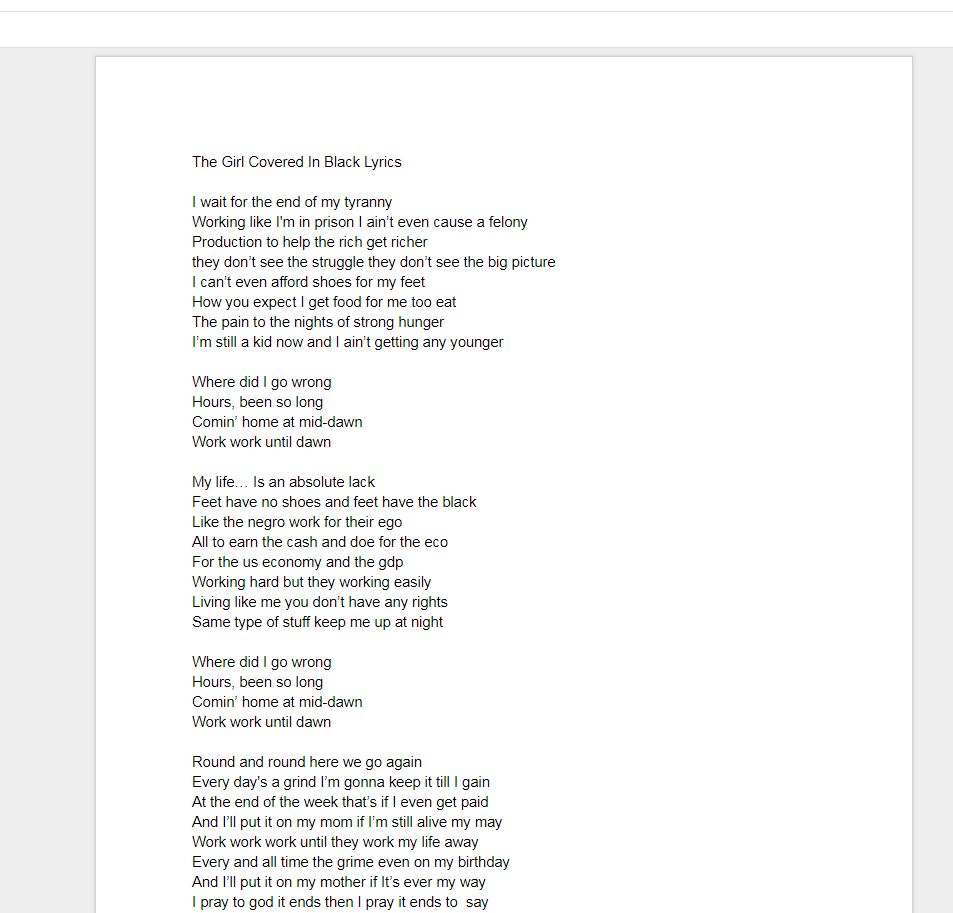 The Girl Covered In Black Lyrics
I wait for the end of my tyranny
Working like I'm in prison I ain't even cause a felony
Production to help the rich get richer
they don't see the struggle they don't see the big picture
I can't even afford shoes for my feet
How you expect I get food for me too eat
The pain to the nights of strong hunger
I'm still a kid now and I ain't getting any younger
Where did I go wrong
Hours, been so long
Comin' home at mid-dawn
Work work until dawn
My life… Is an absolute lack
Feet have no shoes and feet have the black
Like the negro work for their ego
All to earn the cash and doe for the eco
For the us economy and the gdp
Working hard but they working easily
Living like me you don't have any rights
Same type of stuff keep me up at night
Where did I go wrong
Hours, been so long
Comin' home at mid-dawn
Work work until dawn
Round and round here we go again
Every day's a grind I'm gonna keep it till I gain
At the end of the week that's if I even get paid
And I'll put it on my mom if I'm still alive my may
Work work work until they work my life away
Every and all time the grime even on my birthday
And I'll put it on my mother if It's ever my way
I pray to god it ends then I pray it ends to  say